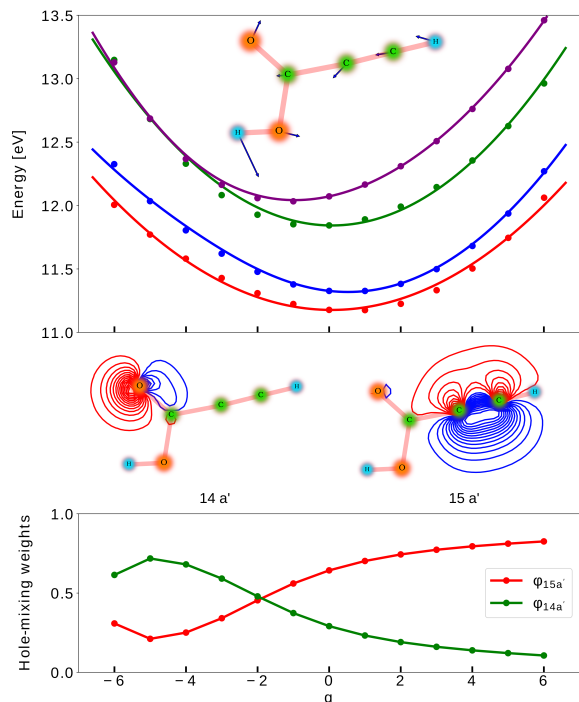 13.5
13.0
12.5
12.0
11.5
11.0
Energy [eV]
O
C
C
C
H
H
O
O
C
C
C
H
H
O
14 a'
O
C
C
C
H
H
O
15 a'
1.0
0.5
0.0
Hole-mixing weights
φ15a´
φ14a´
−6
−4
−2
0
2
4
6
q